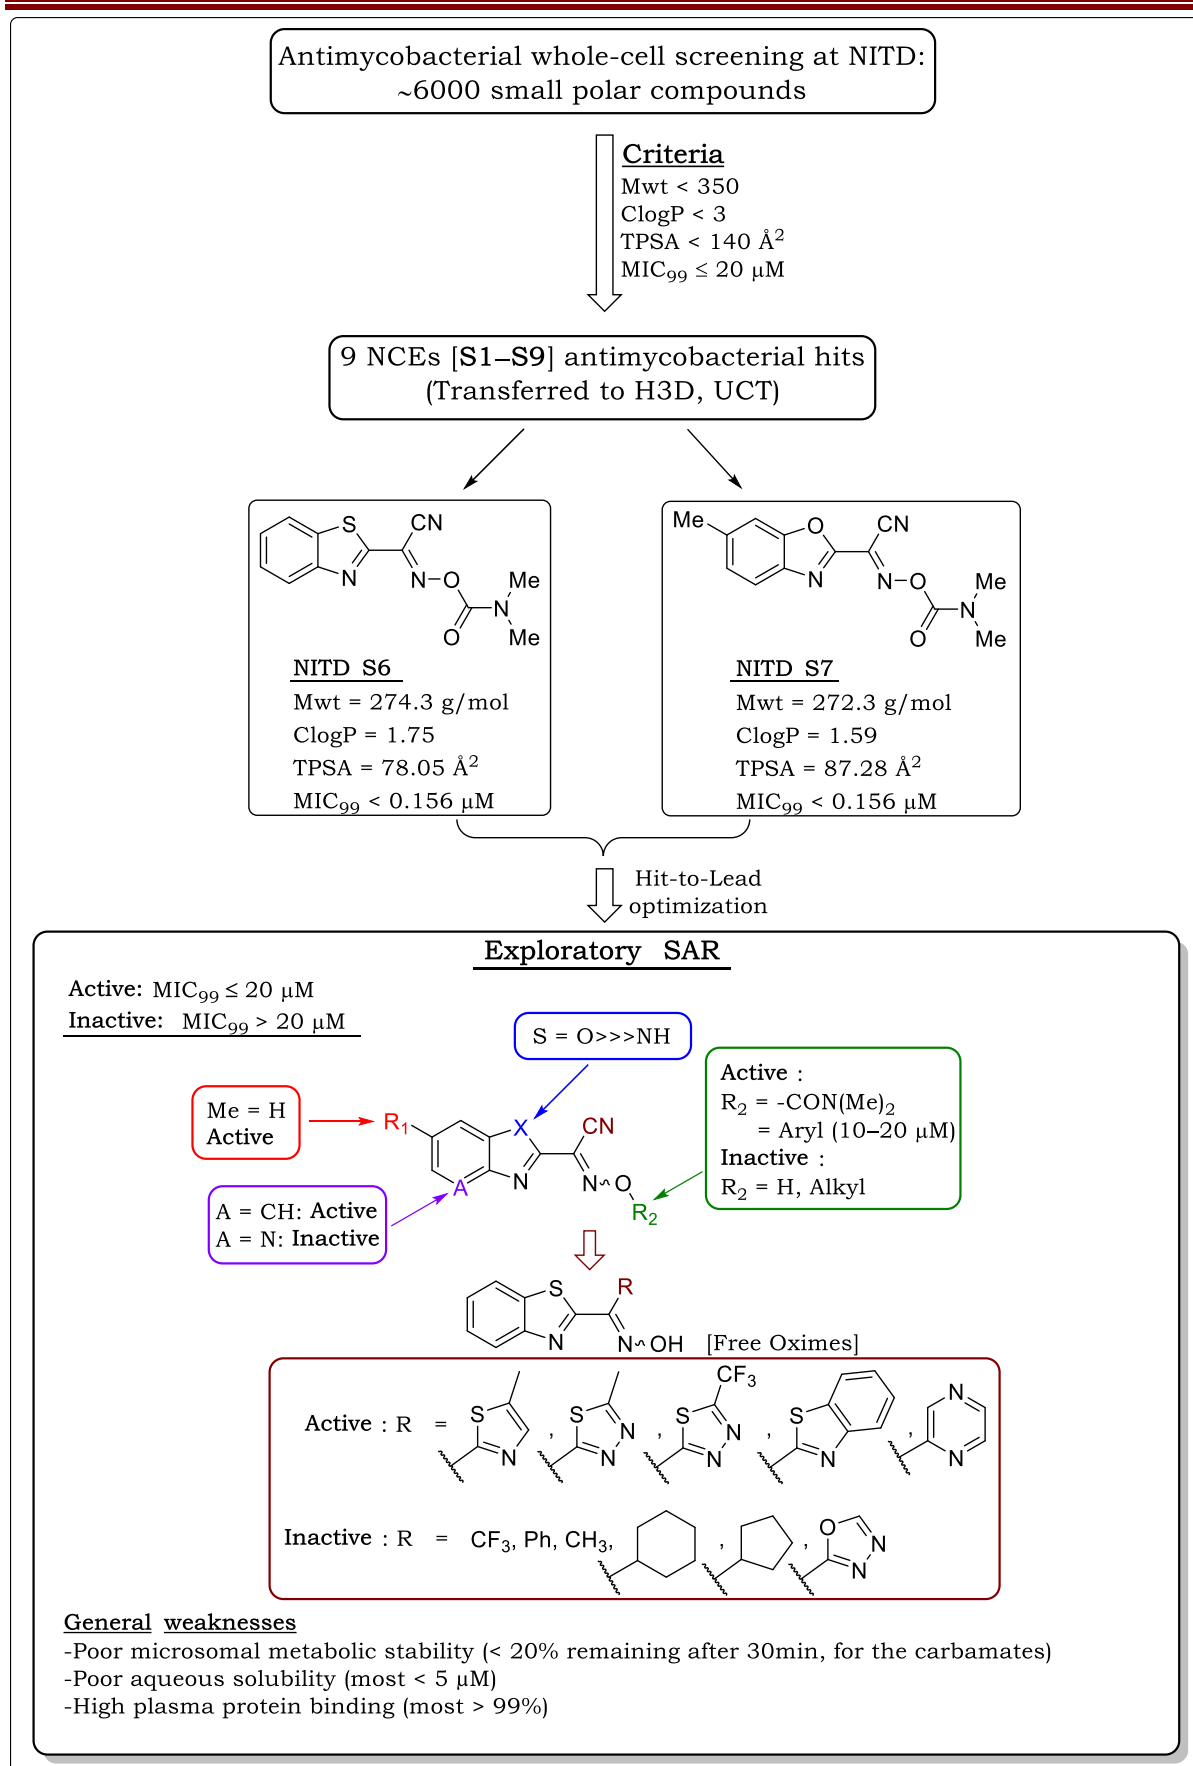 Antimycobacterial whole-cell screening at NITD:
~6000 small polar compounds
Criteria
Mwt < 350
ClogP < 3
TPSA < 140 Å²
MIC₉₉ ≤ 20 µM
9 NCEs [S1–S9] antimycobacterial hits
(Transferred to H3D, UCT)
S CN
N N O Me
N
O Me
NITD S6
Mwt = 274.3 g/mol
ClogP = 1.75
TPSA = 78.05 Å²
MIC₉₉ < 0.156 µM
Me O CN
N N O Me
N
O Me
NITD S7
Mwt = 272.3 g/mol
ClogP = 1.59
TPSA = 87.28 Å²
MIC₉₉ < 0.156 µM
Hit-to-Lead
optimization
Exploratory SAR
Active: MIC₉₉ ≤ 20 µM
Inactive: MIC₉₉ > 20 µM
S = O>>>NH
Me = H
Active
A = CH: Active
A = N: Inactive
Active :
R₂ = -CON(Me)₂
= Aryl (10–20 µM)
Inactive :
R₂ = H, Alkyl
R₁ X CN
A N N O
R₂
S R
N N OH [Free Oximes]
CF₃
S S N S N S N
Active : R = , , , ,
N N N N N
Inactive : R = CF₃, Ph, CH₃, , ,
O N
N
General weaknesses
-Poor microsomal metabolic stability (< 20% remaining after 30min, for the carbamates)
-Poor aqueous solubility (most < 5 µM)
-High plasma protein binding (most > 99%)